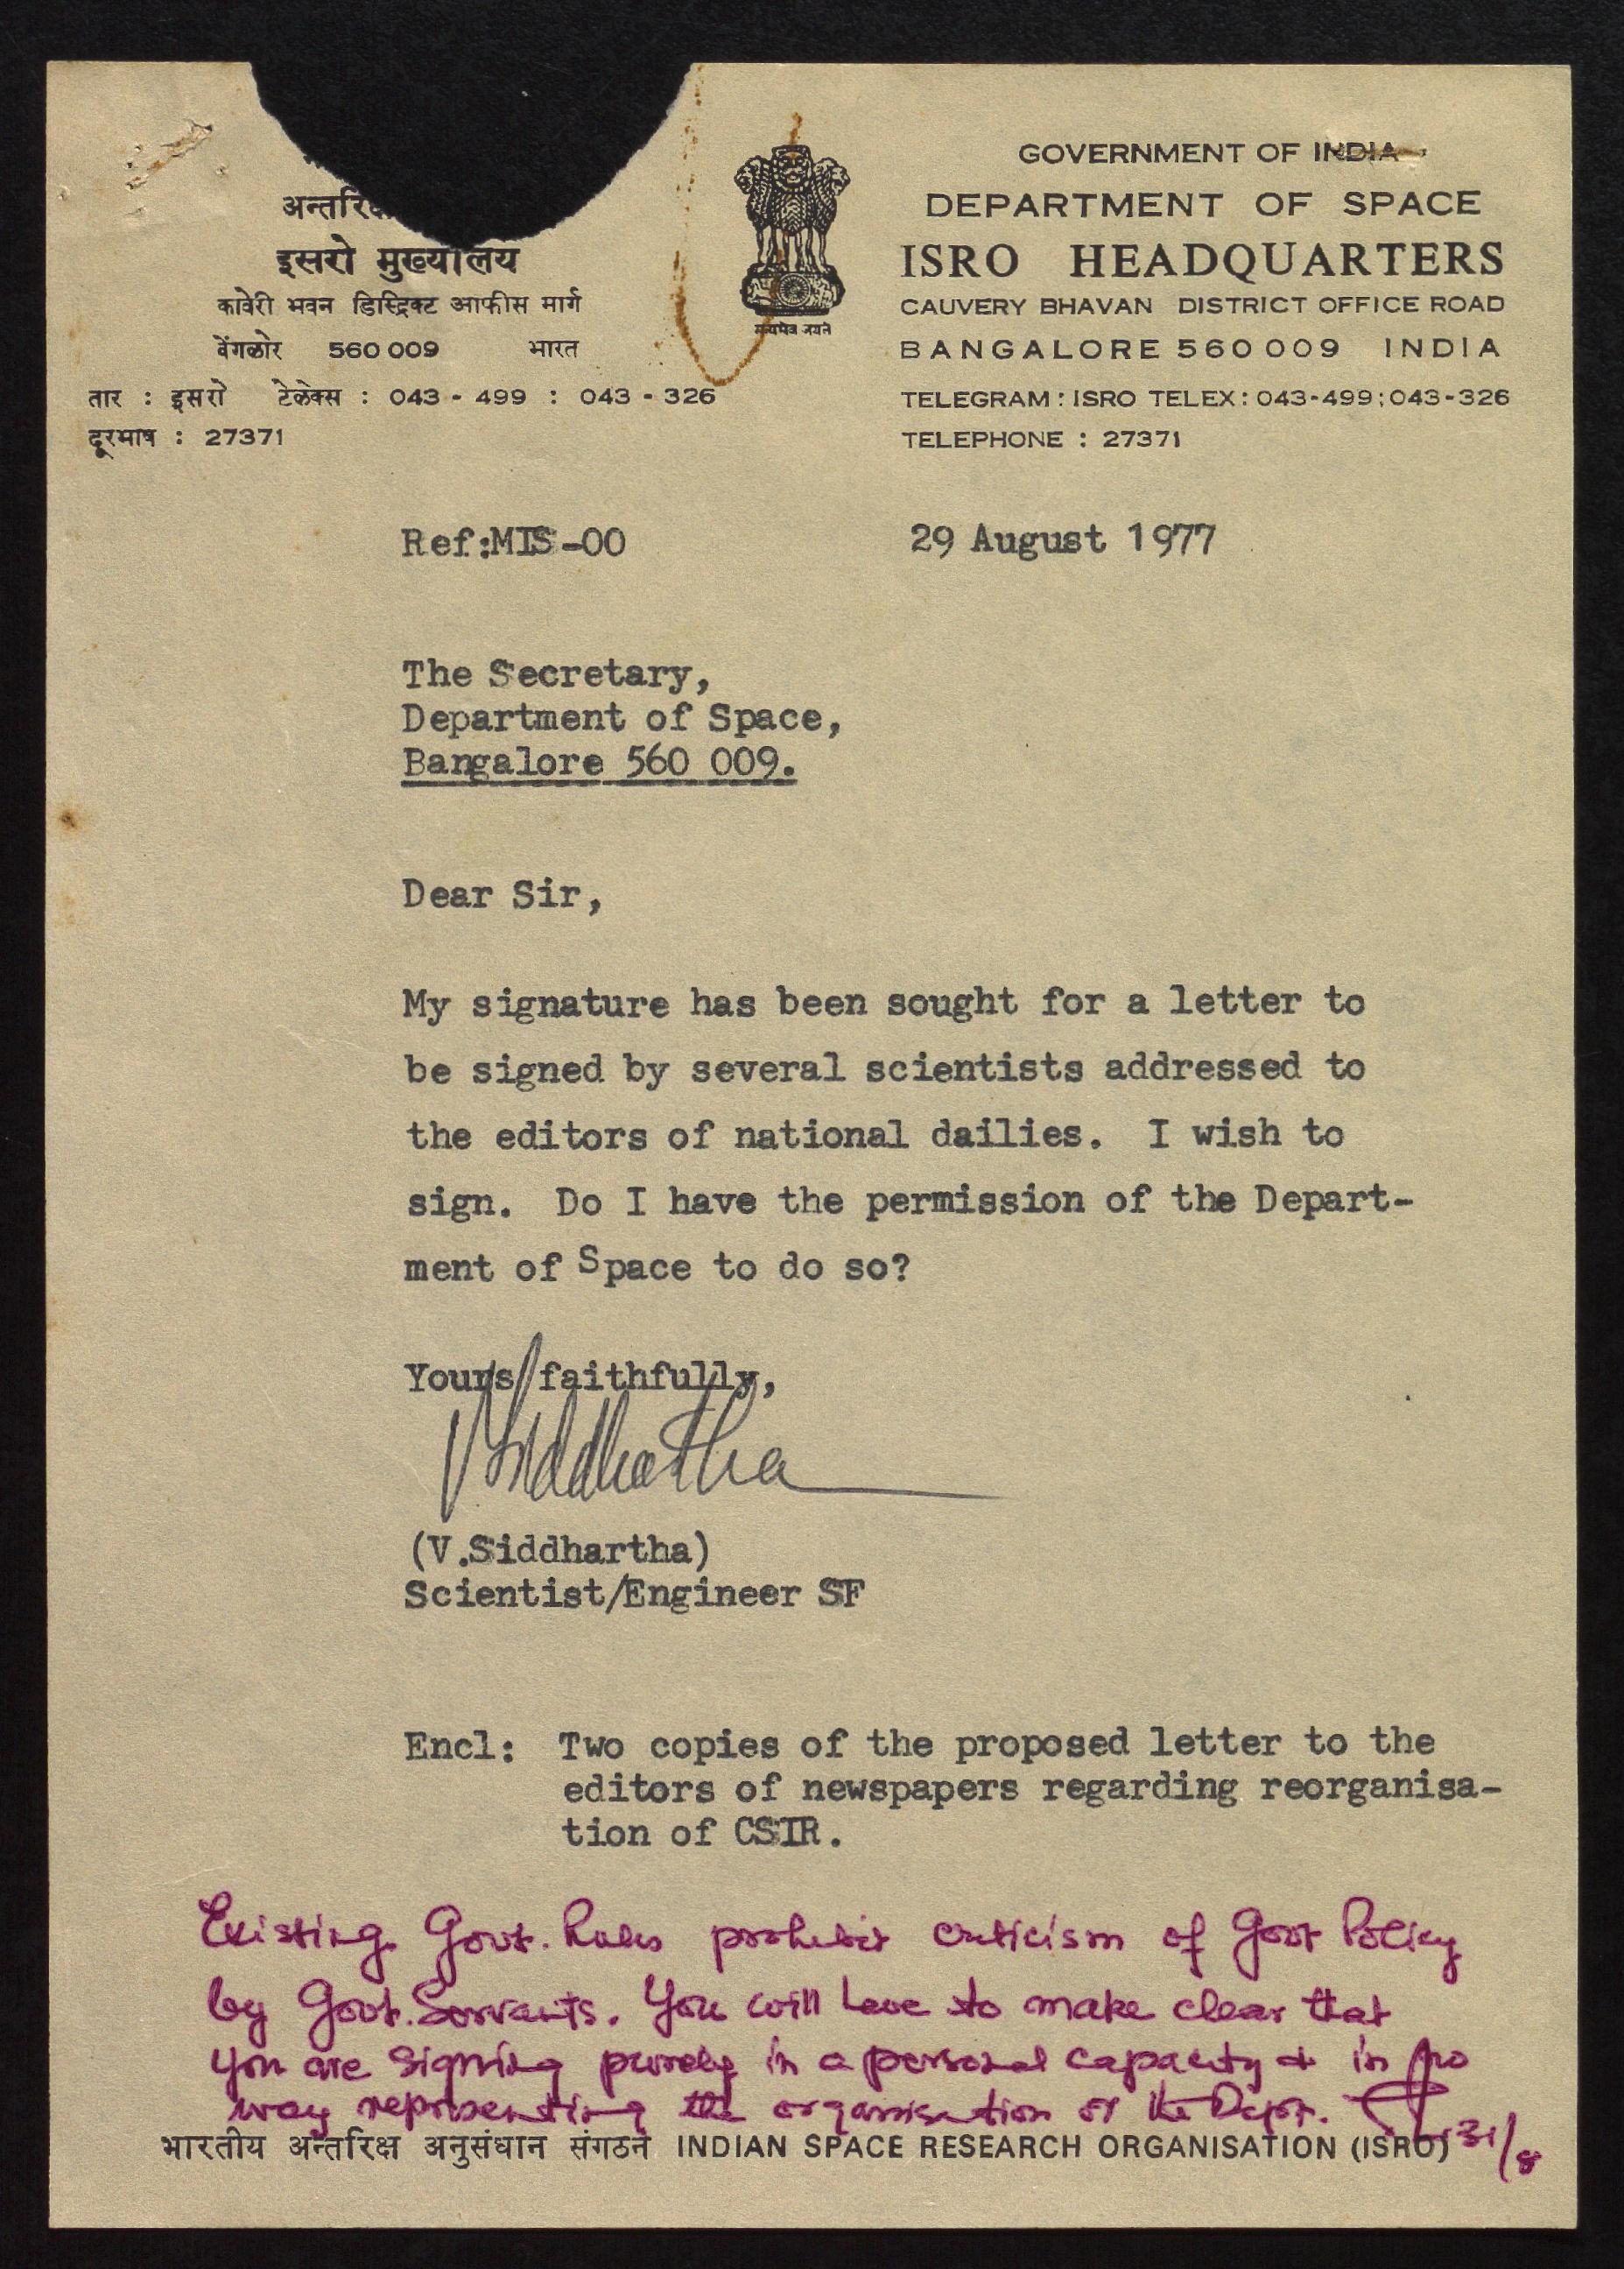 अन्तरिक्ष
इसरो मुख्यालय
कावेरी भवन डिस्ट्रिक्ट आफीस मार्ग
बेंगळोर 560 009 भारत
तार : इसरो टेलेक्स : 043 - 499 : 043 - 326
दूरभाष : 27371
सत्यमेव जयते
GOVERNMENT OF INDIA
DEPARTMENT OF SPACE
ISRO HEADQUARTERS
CAUVERY BHAVAN DISTRICT OFFICE ROAD
BANGALORE 560 009 INDIA
TELEGRAM : ISRO TELEX : 043-499 ; 043-326
TELEPHONE : 27371
Ref:MIS-00 29 August 1977
The Secretary,
Department of Space,
Bangalore 560 009.
Dear Sir,
My signature has been sought for a letter to
be signed by several scientists addressed to
the editors of national dailies. I wish to
sign. Do I have the permission of the Depart-
ment of Space to do so?
Yours faithfully,
V Siddhartha
(V.Siddhartha)
Scientist/Engineer SF
Encl: Two copies of the proposed letter to the
editors of newspapers regarding reorganisa-
tion of CSIR.
Existing Govt. Rules prohibit criticism of Govt Policy
by Govt. Servants. You will have to make clear that
you are signing purely in a personal capacity & in no
way representing the organisation or the Dept. 31/8
भारतीय अन्तरिक्ष अनुसंधान संगठन INDIAN SPACE RESEARCH ORGANISATION (ISRO)